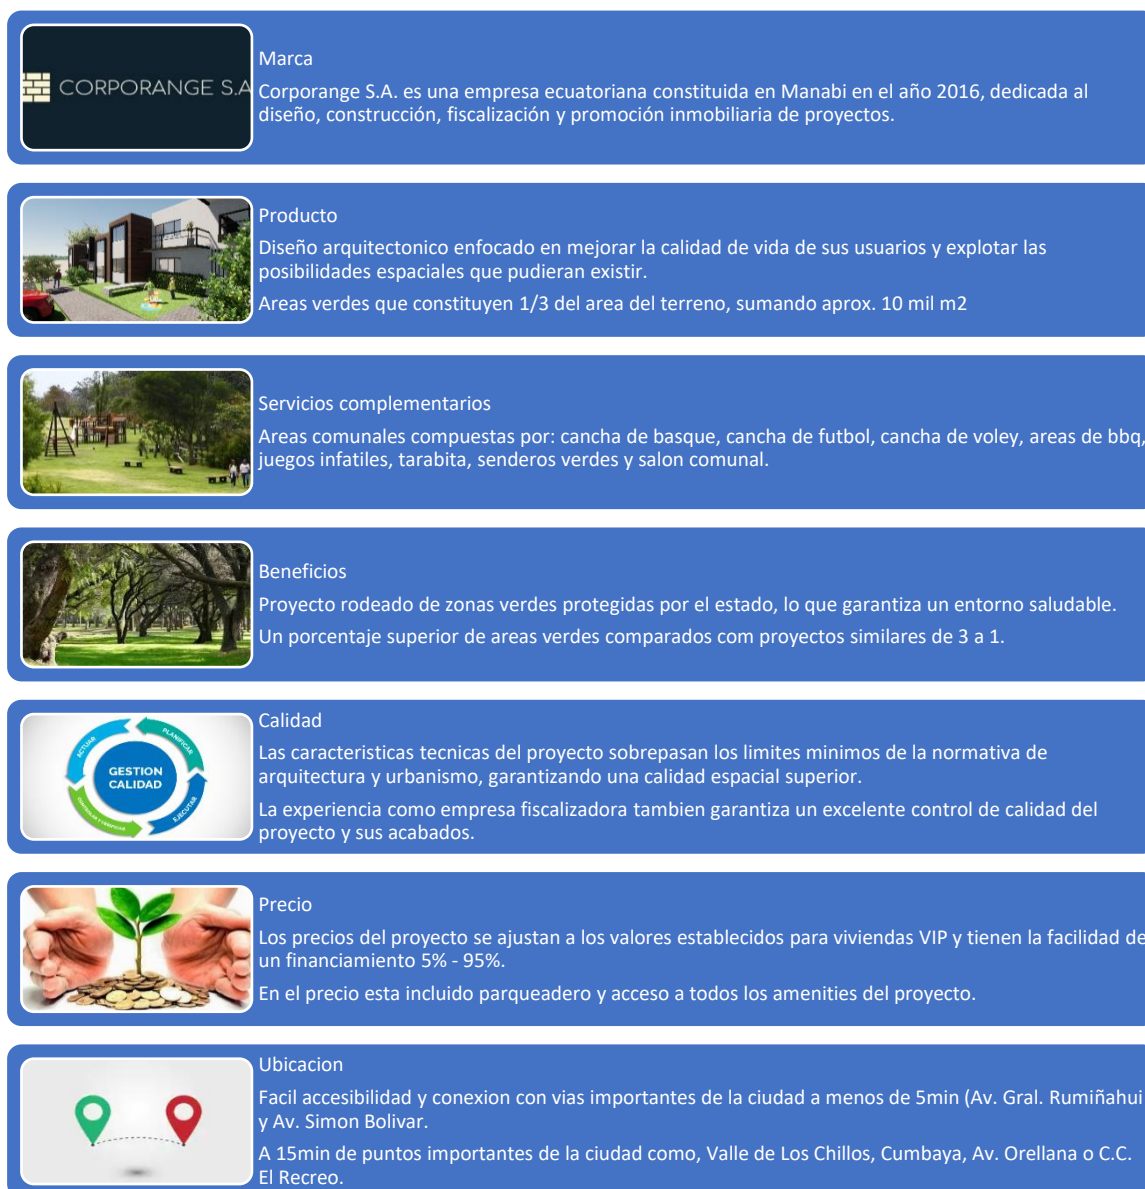 CORPORANGE S.A
Marca
Corporange S.A. es una empresa ecuatoriana constituida en Manabi en el año 2016, dedicada al
diseño, construcción, fiscalización y promoción inmobiliaria de proyectos.
Producto
Diseño arquitectonico enfocado en mejorar la calidad de vida de sus usuarios y explotar las
posibilidades espaciales que pudieran existir.
Areas verdes que constituyen 1/3 del area del terreno, sumando aprox. 10 mil m2
Servicios complementarios
Areas comunales compuestas por: cancha de basque, cancha de futbol, cancha de voley, areas de bbq,
juegos infatiles, tarabita, senderos verdes y salon comunal.
Beneficios
Proyecto rodeado de zonas verdes protegidas por el estado, lo que garantiza un entorno saludable.
Un porcentaje superior de areas verdes comparados com proyectos similares de 3 a 1.
ACTUAR
PLANIFICAR
GESTION
CALIDAD
EJECUTAR
Calidad
Las caracteristicas tecnicas del proyecto sobrepasan los limites minimos de la normativa de
arquitectura y urbanismo, garantizando una calidad espacial superior.
La experiencia como empresa fiscalizadora tambien garantiza un excelente control de calidad del
proyecto y sus acabados.
Precio
Los precios del proyecto se ajustan a los valores establecidos para viviendas VIP y tienen la facilidad de
un financiamiento 5% - 95%.
En el precio esta incluido parqueadero y acceso a todos los amenities del proyecto.
Ubicacion
Facil accesibilidad y conexion con vias importantes de la ciudad a menos de 5min (Av. Gral. Rumiñahui
y Av. Simon Bolivar.
A 15min de puntos importantes de la ciudad como, Valle de Los Chillos, Cumbaya, Av. Orellana o C.C.
El Recreo.